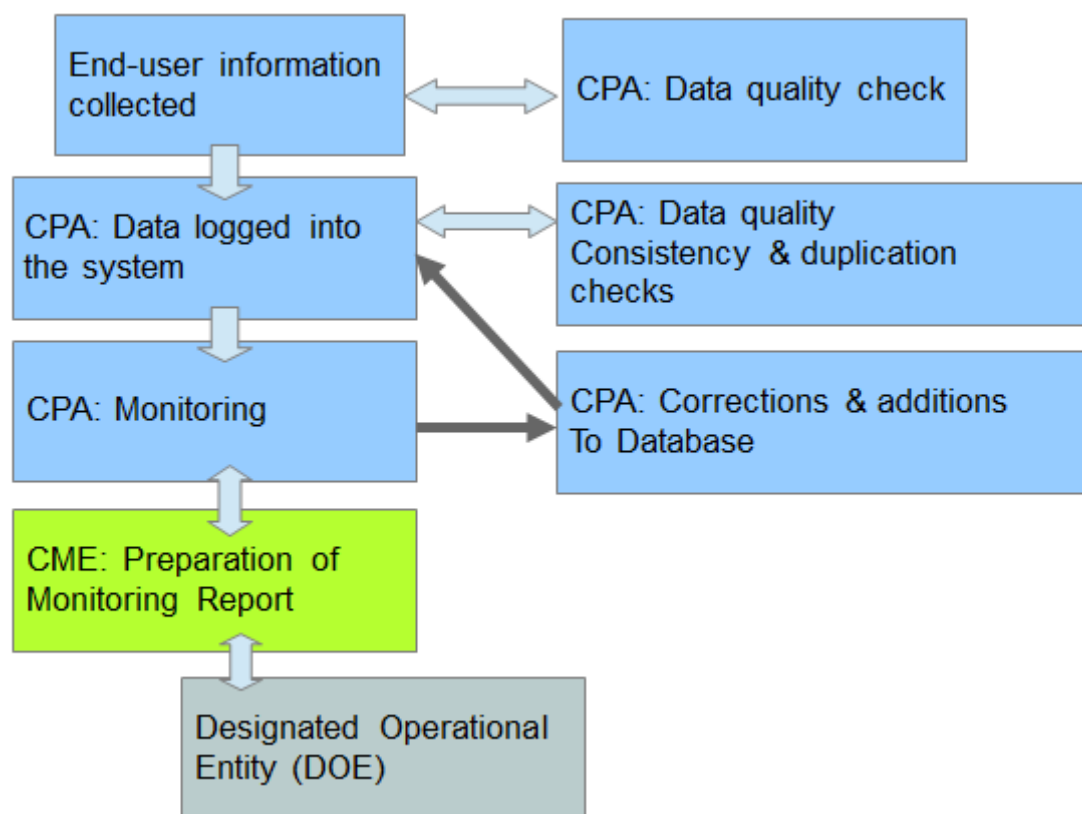 End-user information
collected
CPA: Data quality check
CPA: Data logged into
the system
CPA: Data quality
Consistency & duplication
checks
CPA: Monitoring
CPA: Corrections & additions
To Database
CME: Preparation of
Monitoring Report
Designated Operational
Entity (DOE)